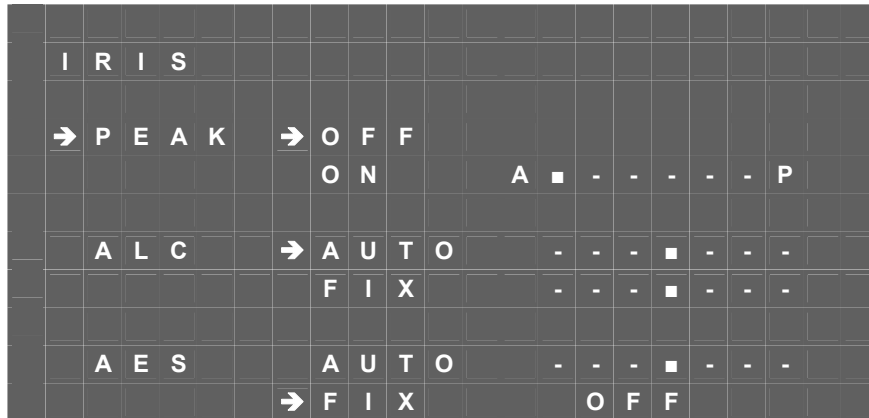 IRIS
➔PEAK ➔OFF
ON A■-----P
ALC ➔AUTO ---■---
FIX ---■---
AES AUTO ---■---
➔FIX OFF